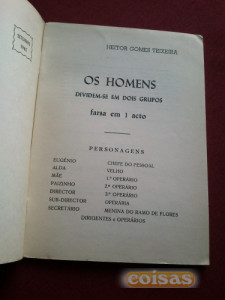 HEITOR GOMES TEIXEIRA
OS HOMENS
DIVIDEM-SE EM DOIS GRUPOS
farsa em 1 acto
PERSONAGENS
EUGÉNIO CHEFE DO PESSOAL
ALDA VELHO
MÃE 1.º OPERÁRIO
PAIZINHO 2.º OPERÁRIO
DIRECTOR 3.º OPERÁRIO
SUB-DIRECTOR OPERÁRIA
SECRETÁRIO MENINA DO RAMO DE FLORES
DIRIGENTES e OPERÁRIOS
coisas